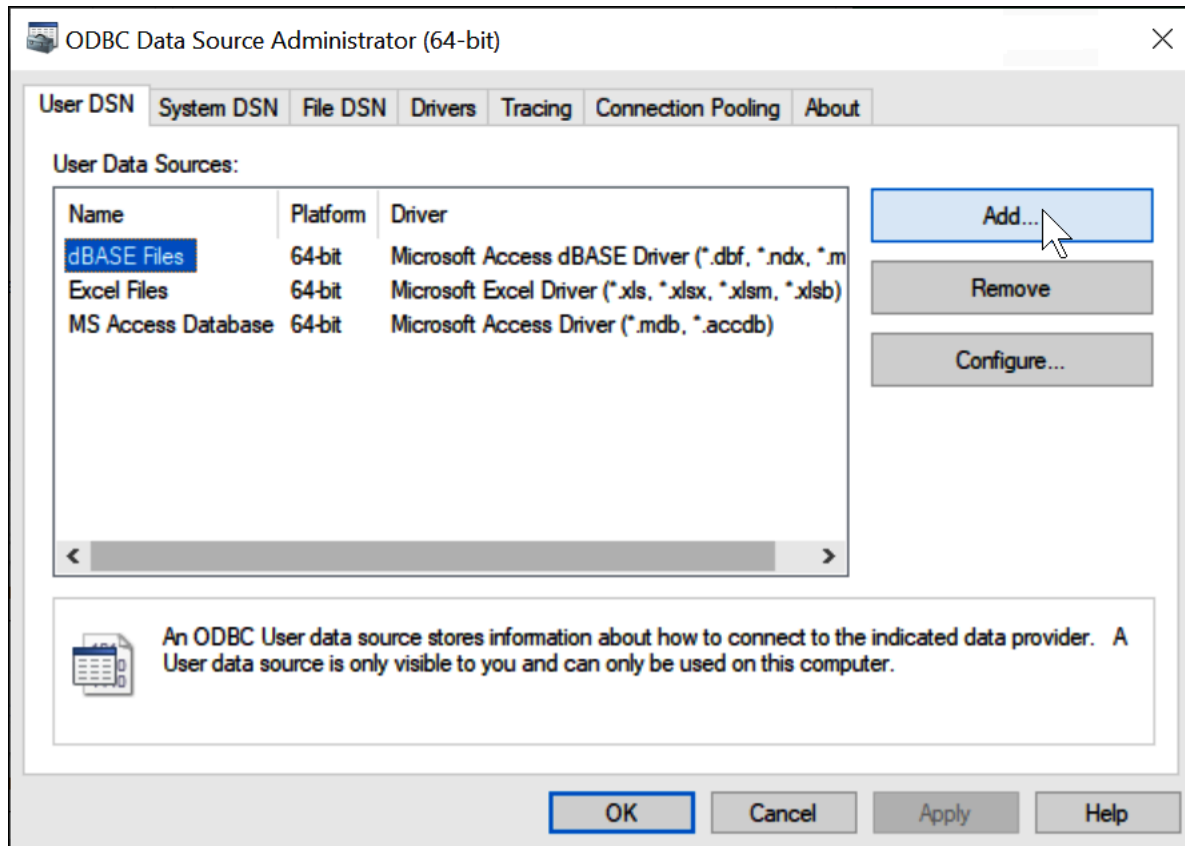 ODBC Data Source Administrator (64-bit)
User DSN System DSN File DSN Drivers Tracing Connection Pooling About
User Data Sources:
Name Platform Driver
dBASE Files 64-bit Microsoft Access dBASE Driver (*.dbf, *.ndx, *.m
Excel Files 64-bit Microsoft Excel Driver (*.xls, *.xlsx, *.xlsm, *.xlsb)
MS Access Database 64-bit Microsoft Access Driver (*.mdb, *.accdb)
Add...
Remove
Configure...
An ODBC User data source stores information about how to connect to the indicated data provider. A
User data source is only visible to you and can only be used on this computer.
OK Cancel Apply Help